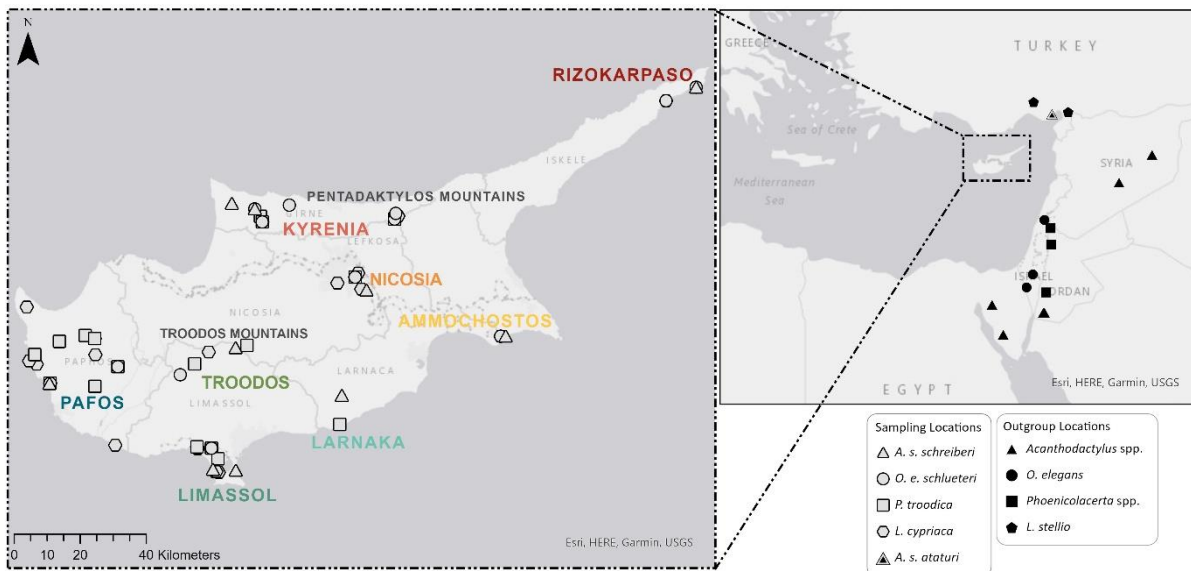 N
RIZOKARPASO
ISKELE
PENTADAKTYLOS MOUNTAINS
GIRNE
KYRENIA
LEFKOSA
NICOSIA
NICOSIA
AMMOCHOSTOS
TROODOS MOUNTAINS
PAPHOS
LARNACA
TROODOS
PAFOS
LIMASSOL
LARNAKA
LIMASSOL
0 10 20 40 Kilometers
Esri, HERE, Garmin, USGS
GREECE
TURKEY
Sea of Crete
SYRIA
Mediterranean
Sea
ISRAEL
JORDAN
EGYPT
Esri, HERE, Garmin, USGS
Sampling Locations
A. s. schreiberi
O. e. schlueteri
P. troodica
L. cypriaca
A. s. ataturi
Outgroup Locations
Acanthodactylus spp.
O. elegans
Phoenicolacerta spp.
L. stellio